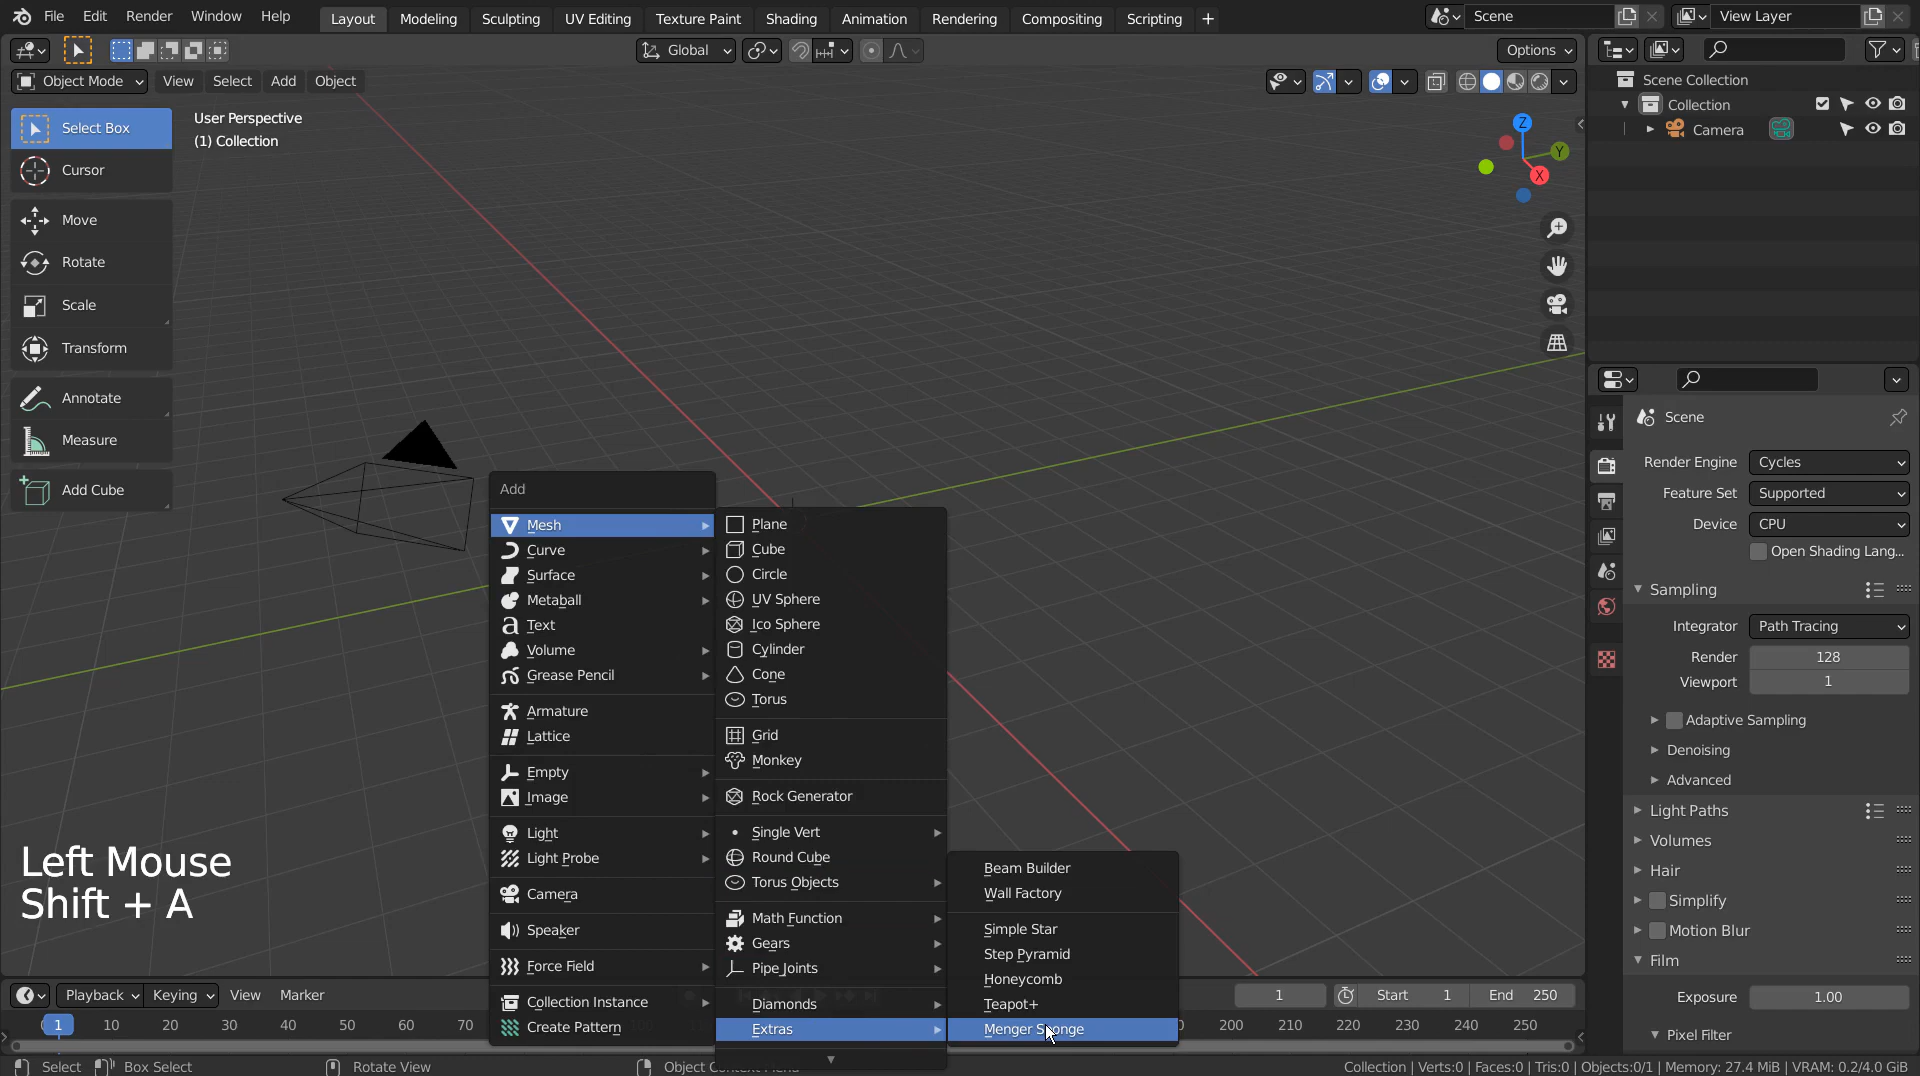 File Edit Render Window Help Layout Modeling Sculpting UV Editing Texture Paint Shading Animation Rendering Compositing Scripting + Scene View Layer
Global Options
Object Mode View Select Add Object
Select Box
Cursor
Move
Rotate
Scale
Transform
Annotate
Measure
Add Cube
User Perspective
(1) Collection
Z
Y
X
Scene Collection
Collection
Camera
Add
Mesh
Curve
Surface
Metaball
Text
Volume
Grease Pencil
Armature
Lattice
Empty
Image
Light
Light Probe
Camera
Speaker
Force Field
Collection Instance
Create Pattern
Plane
Cube
Circle
UV Sphere
Ico Sphere
Cylinder
Cone
Torus
Grid
Monkey
Rock Generator
Single Vert
Round Cube
Torus Objects
Math Function
Gears
Pipe Joints
Diamonds
Extras
Beam Builder
Wall Factory
Simple Star
Step Pyramid
Honeycomb
Teapot+
Menger Sponge
Scene
Render Engine Cycles
Feature Set Supported
Device CPU
Open Shading Lang...
Sampling
Integrator Path Tracing
Render 128
Viewport 1
Adaptive Sampling
Denoising
Advanced
Light Paths
Volumes
Hair
Simplify
Motion Blur
Film
Exposure 1.00
Pixel Filter
Left Mouse
Shift + A
Playback Keying View Marker 1 Start 1 End 250
1 10 20 30 40 50 60 70 200 210 220 230 240 250
Select Box Select Rotate View Object Context Menu Collection | Verts:0 | Faces:0 | Tris:0 | Objects:0/1 | Memory: 27.4 MiB | VRAM: 0.2/4.0 GiB